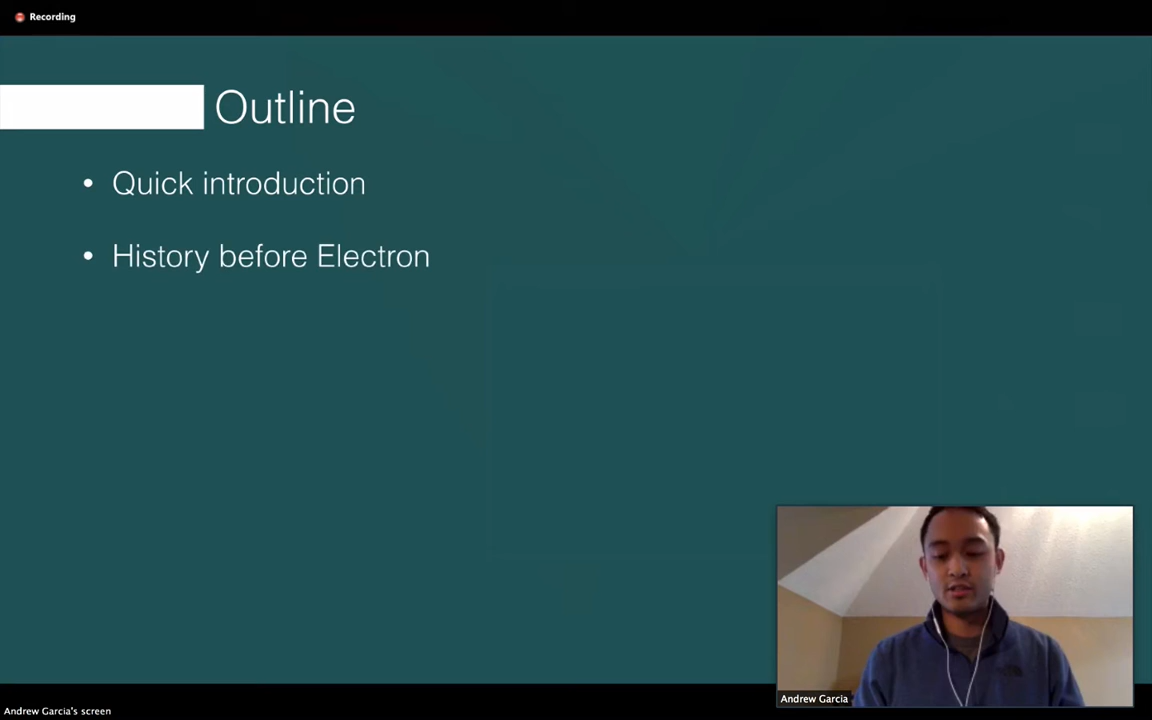 Recording
Outline
• Quick introduction
• History before Electron
Andrew Garcia
Andrew Garcia's screen